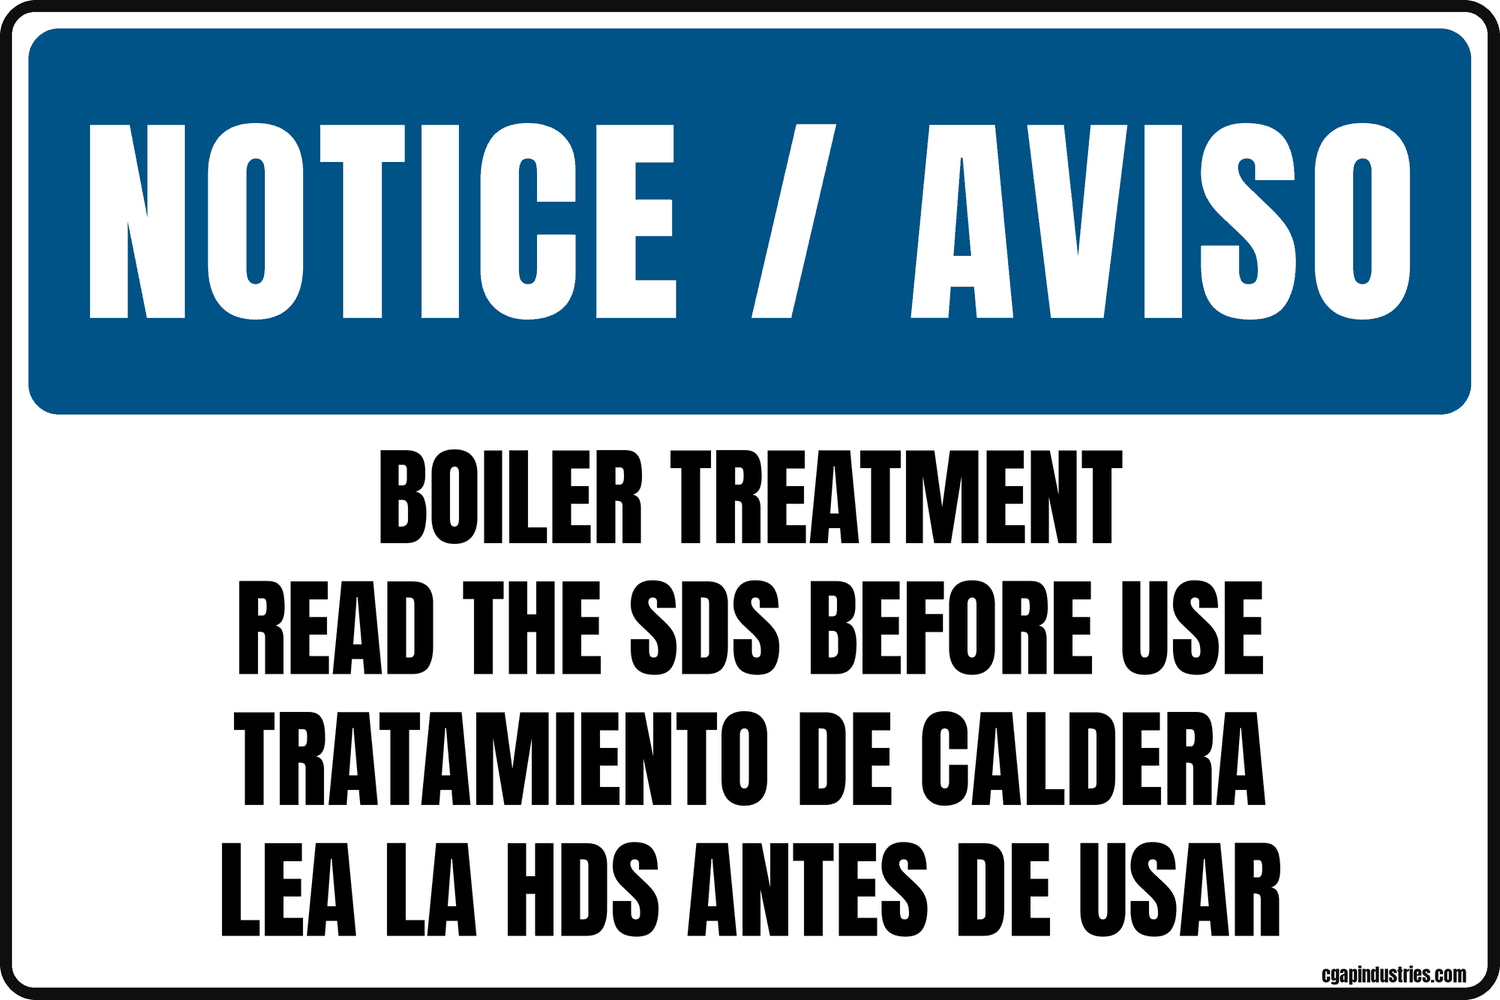 NOTICE / AVISO
BOILER TREATMENT
READ THE SDS BEFORE USE
TRATAMIENTO DE CALDERA
LEA LA HDS ANTES DE USAR
cgapindustries.com